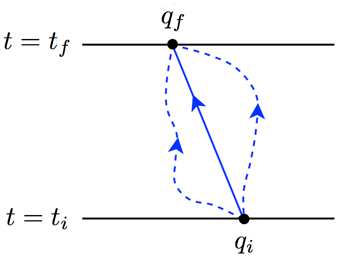 q_f
t = t_f
t = t_i
q_i